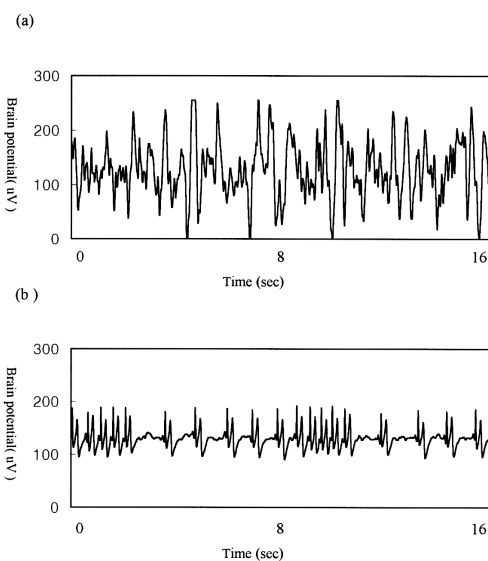 (a)
300
200
100
0
Brain potential( uV )
0 8 16
Time (sec)
(b )
300
200
100
0
Brain potential( uV )
0 8 16
Time (sec)